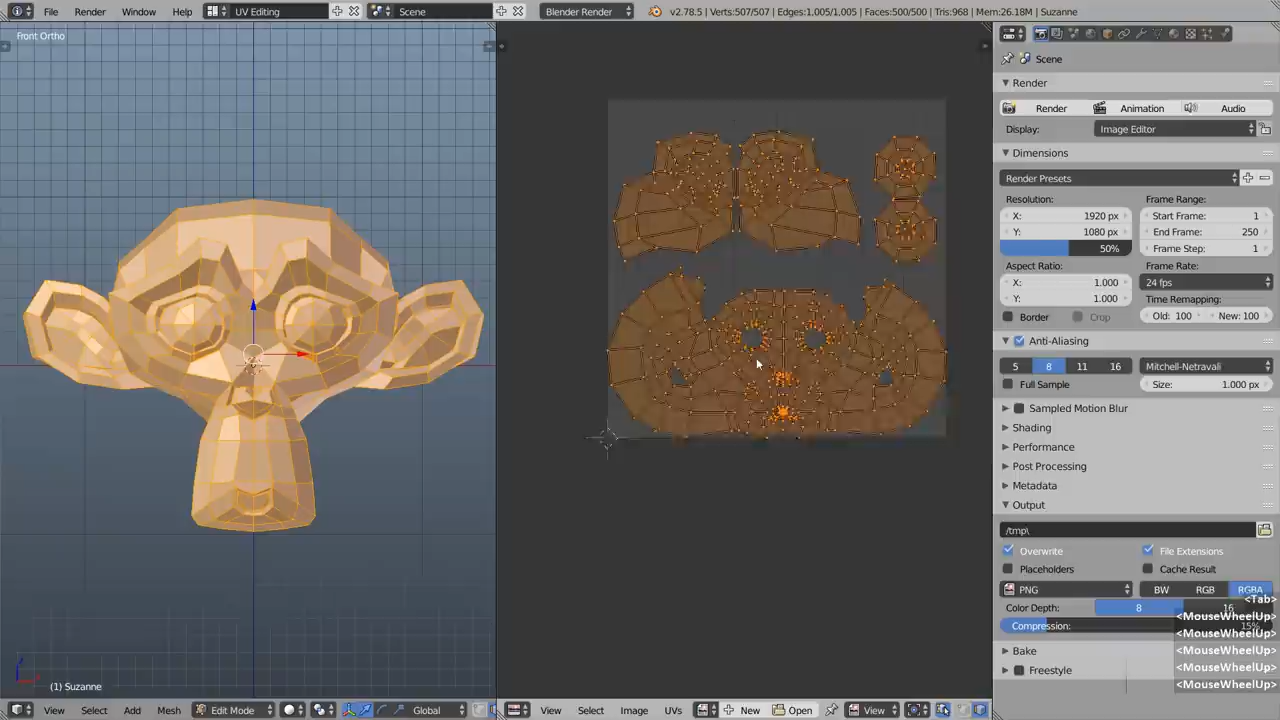 File Render Window Help UV Editing Scene Blender Render v2.78.5 | Verts:507/507 | Edges:1,005/1,005 | Faces:500/500 | Tris:968 | Mem:26.18M | Suzanne
Front Ortho
Scene
Render
Render Animation Audio
Display: Image Editor
Dimensions
Render Presets
Resolution: Frame Range:
X: 1920 px Start Frame: 1
Y: 1080 px End Frame: 250
50% Frame Step: 1
Aspect Ratio: Frame Rate:
X: 1.000 24 fps
Y: 1.000 Time Remapping:
Border Crop Old: 100 New: 100
Anti-Aliasing
5 8 11 16 Mitchell-Netravali
Full Sample Size: 1.000 px
Sampled Motion Blur
Shading
Performance
Post Processing
Metadata
Output
/tmp\
Overwrite File Extensions
Placeholders Cache Result
PNG BW RGB RGBA
<Tab>
Color Depth: 8 16
<MouseWheelUp>
Compression: 15%
<MouseWheelUp>
Bake
<MouseWheelUp>
Freestyle
<MouseWheelUp>
<MouseWheelUp>
(1) Suzanne
View Select Add Mesh Edit Mode Global View Select Image UVs New Open View